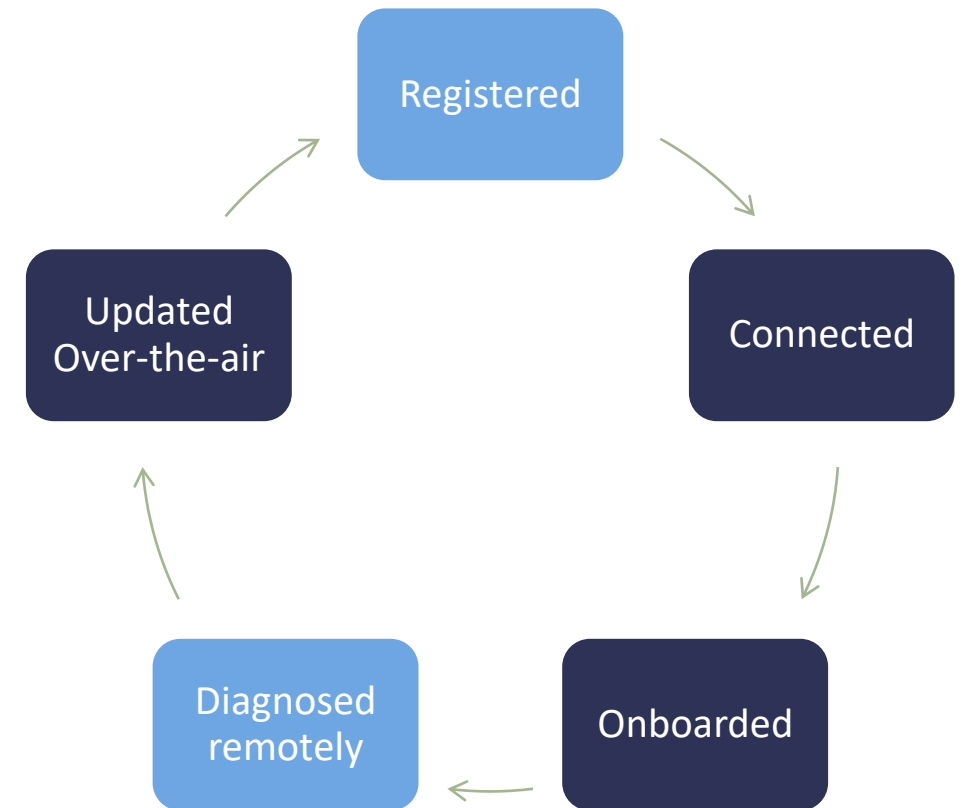 Registered
Connected
Onboarded
Diagnosed
remotely
Updated
Over-the-air